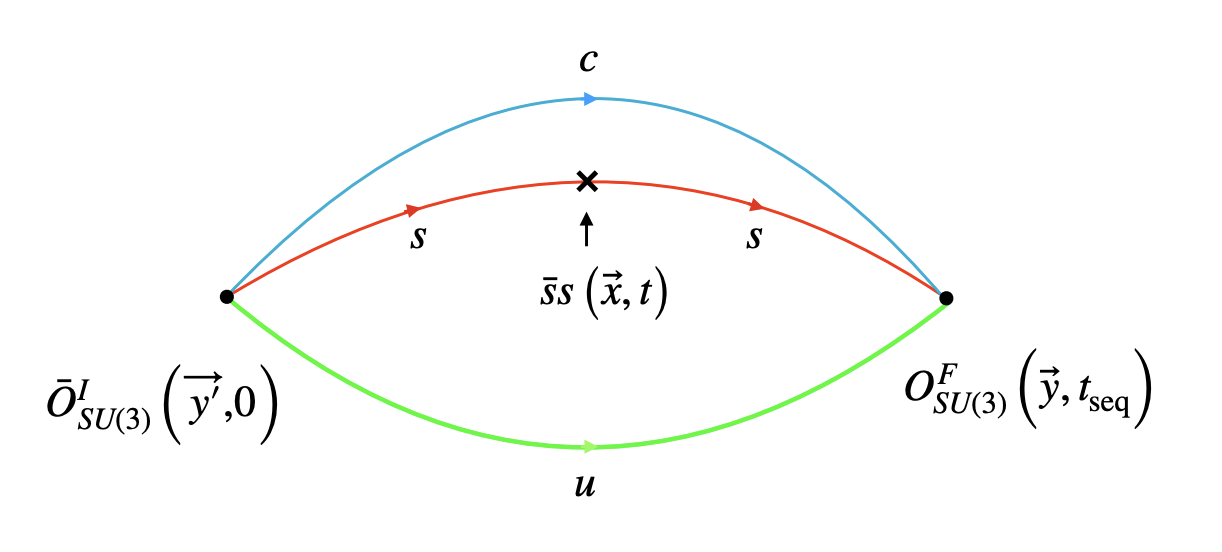 c
s
s
s̄s (x⃗, t)
Ō^I_{SU(3)} (y⃗′,0)
O^F_{SU(3)} (y⃗, t_seq)
u